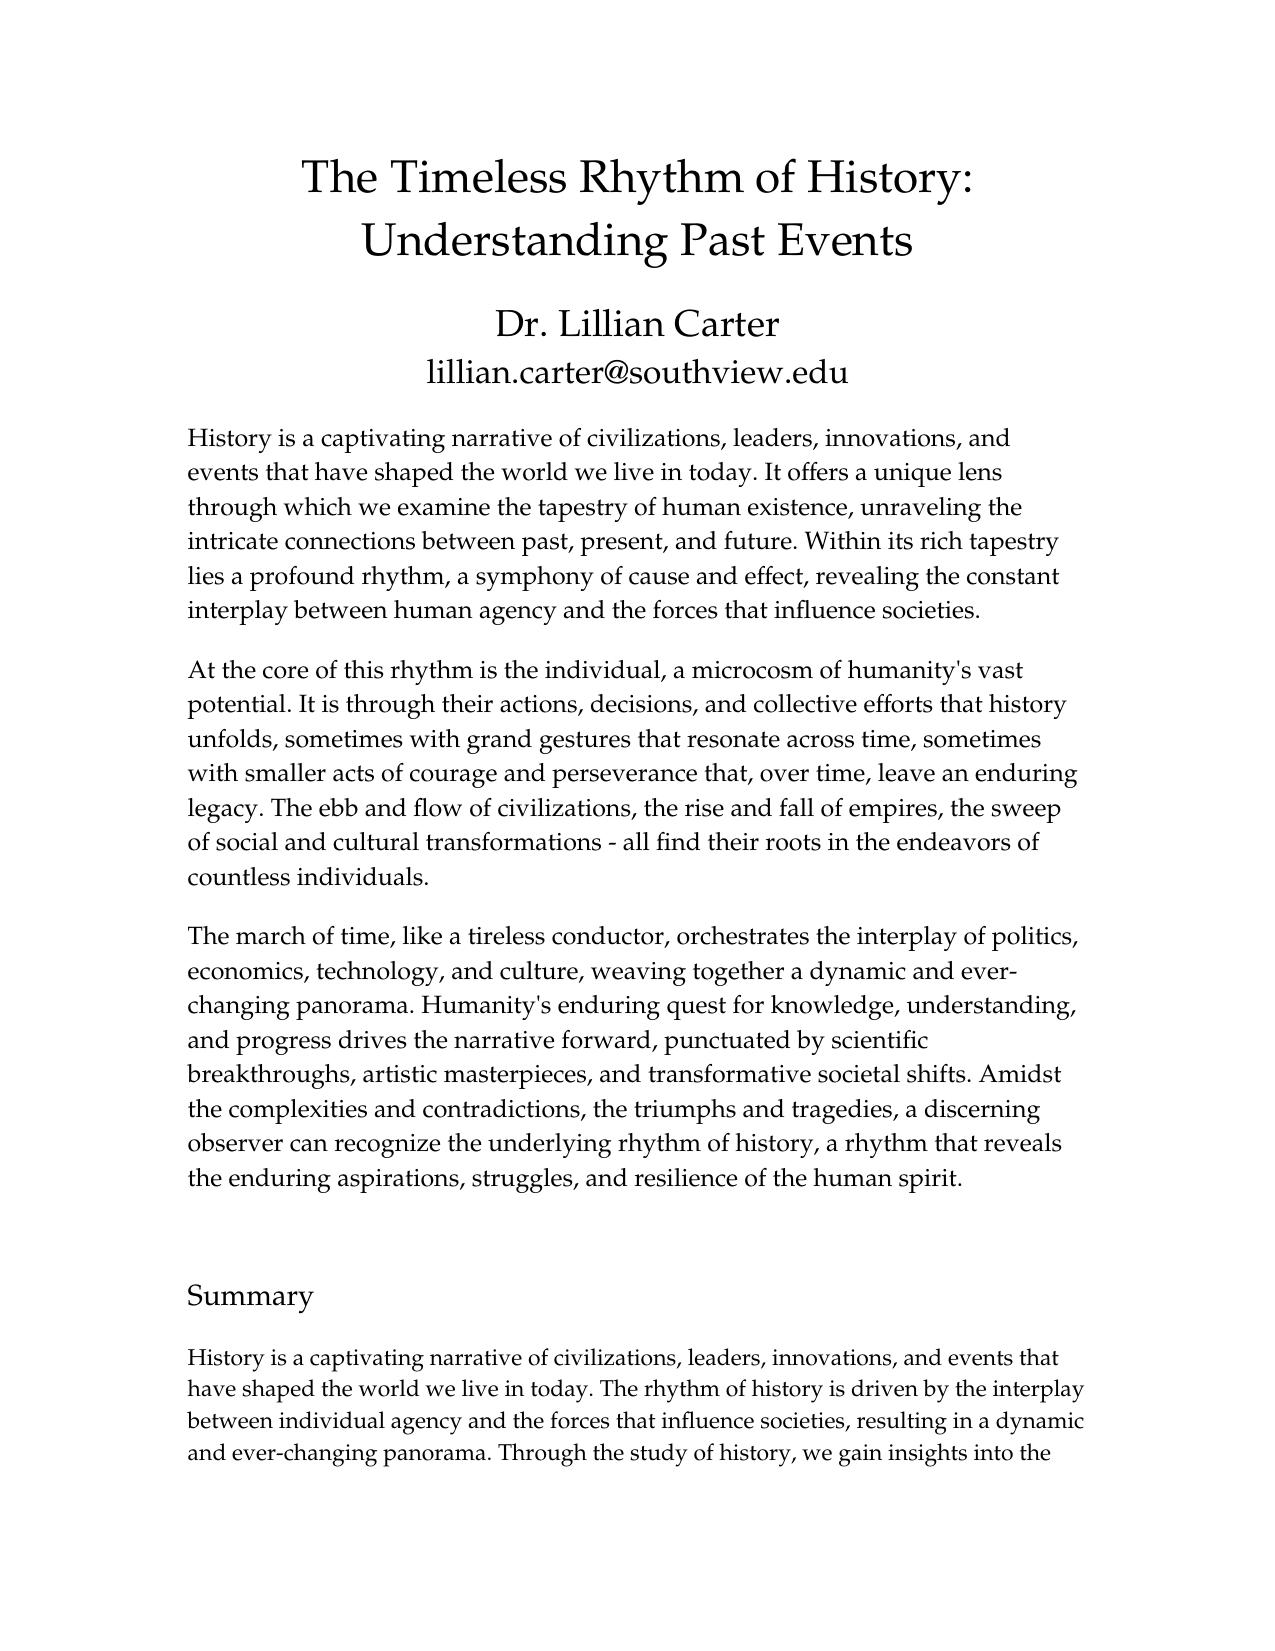 The Timeless Rhythm of History:
Understanding Past Events
Dr. Lillian Carter
lillian.carter@southview.edu
History is a captivating narrative of civilizations, leaders, innovations, and
events that have shaped the world we live in today. It offers a unique lens
through which we examine the tapestry of human existence, unraveling the
intricate connections between past, present, and future. Within its rich tapestry
lies a profound rhythm, a symphony of cause and effect, revealing the constant
interplay between human agency and the forces that influence societies.
At the core of this rhythm is the individual, a microcosm of humanity's vast
potential. It is through their actions, decisions, and collective efforts that history
unfolds, sometimes with grand gestures that resonate across time, sometimes
with smaller acts of courage and perseverance that, over time, leave an enduring
legacy. The ebb and flow of civilizations, the rise and fall of empires, the sweep
of social and cultural transformations - all find their roots in the endeavors of
countless individuals.
The march of time, like a tireless conductor, orchestrates the interplay of politics,
economics, technology, and culture, weaving together a dynamic and ever-
changing panorama. Humanity's enduring quest for knowledge, understanding,
and progress drives the narrative forward, punctuated by scientific
breakthroughs, artistic masterpieces, and transformative societal shifts. Amidst
the complexities and contradictions, the triumphs and tragedies, a discerning
observer can recognize the underlying rhythm of history, a rhythm that reveals
the enduring aspirations, struggles, and resilience of the human spirit.
Summary
History is a captivating narrative of civilizations, leaders, innovations, and events that
have shaped the world we live in today. The rhythm of history is driven by the interplay
between individual agency and the forces that influence societies, resulting in a dynamic
and ever-changing panorama. Through the study of history, we gain insights into the